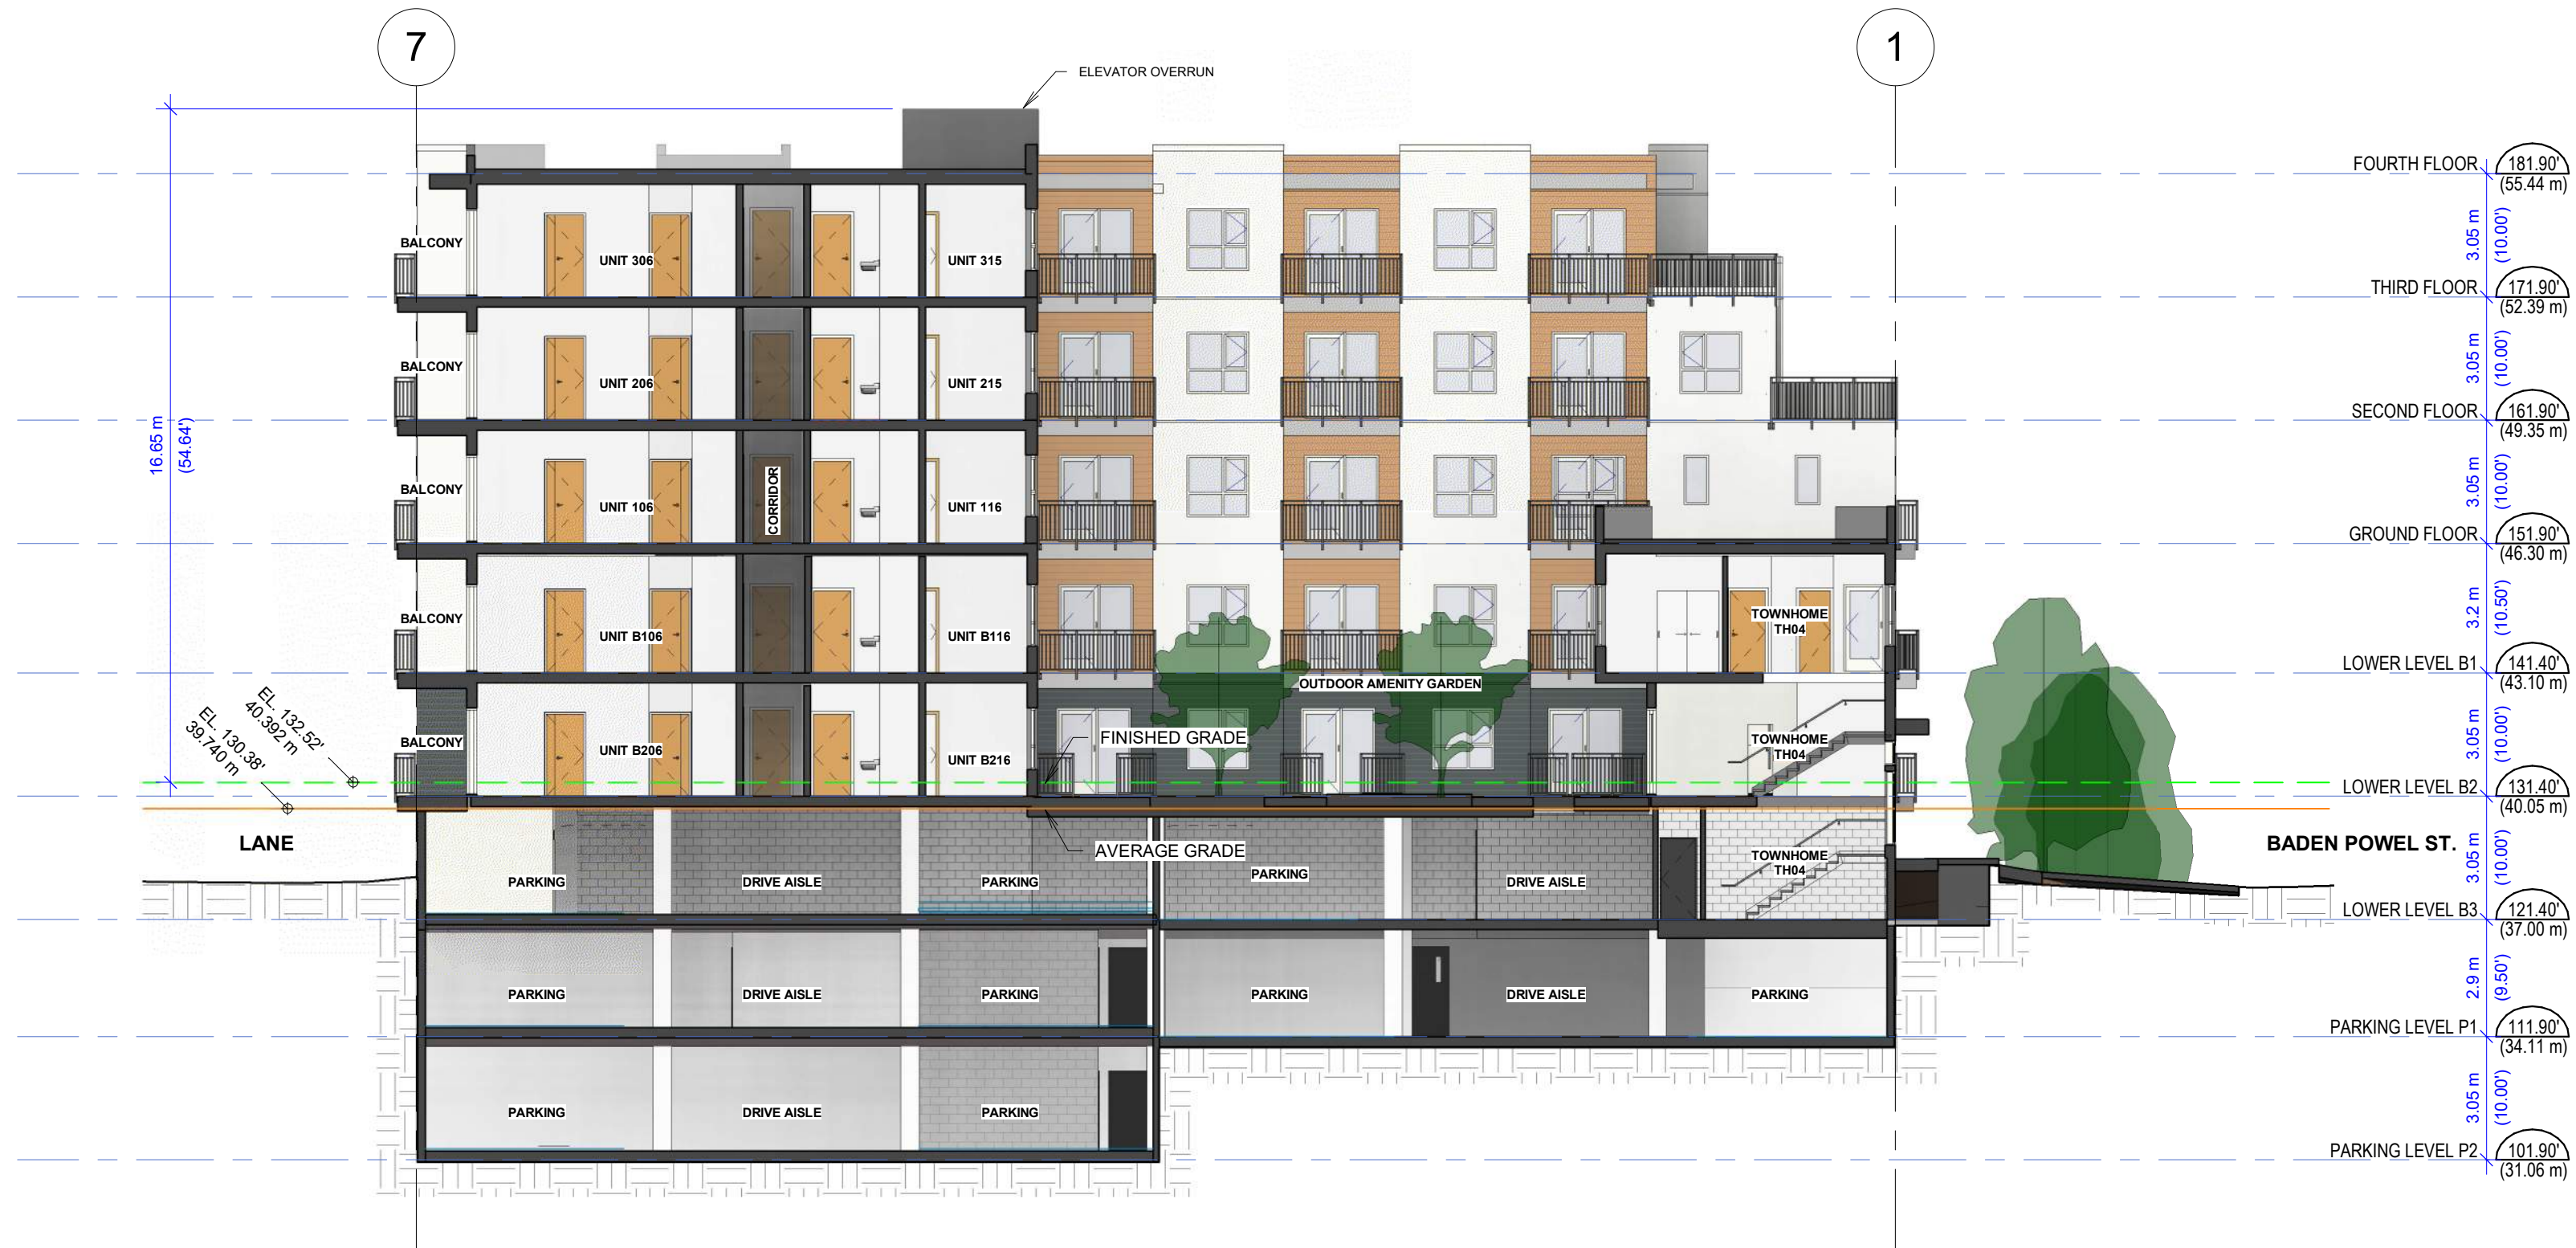 7
1
ELEVATOR OVERRUN
FOURTH FLOOR
181.90'
(55.44 m)
3.05 m
(10.00')
BALCONY
UNIT 306
UNIT 315
THIRD FLOOR
171.90'
(52.39 m)
3.05 m
(10.00')
BALCONY
UNIT 206
UNIT 215
SECOND FLOOR
161.90'
(49.35 m)
16.65 m
(54.64')
3.05 m
(10.00')
BALCONY
UNIT 106
CORRIDOR
UNIT 116
GROUND FLOOR
151.90'
(46.30 m)
3.2 m
(10.50')
BALCONY
UNIT B106
UNIT B116
TOWNHOME
TH04
LOWER LEVEL B1
141.40'
(43.10 m)
OUTDOOR AMENITY GARDEN
EL. 132.52'
40.392 m
EL. 130.38'
39.740 m
3.05 m
(10.00')
BALCONY
UNIT B206
UNIT B216
FINISHED GRADE
TOWNHOME
TH04
LOWER LEVEL B2
131.40'
(40.05 m)
LANE
AVERAGE GRADE
BADEN POWEL ST.
3.05 m
(10.00')
PARKING
DRIVE AISLE
PARKING
PARKING
DRIVE AISLE
TOWNHOME
TH04
LOWER LEVEL B3
121.40'
(37.00 m)
2.9 m
(9.50')
PARKING
DRIVE AISLE
PARKING
PARKING
DRIVE AISLE
PARKING
PARKING LEVEL P1
111.90'
(34.11 m)
3.05 m
(10.00')
PARKING
DRIVE AISLE
PARKING
PARKING LEVEL P2
101.90'
(31.06 m)